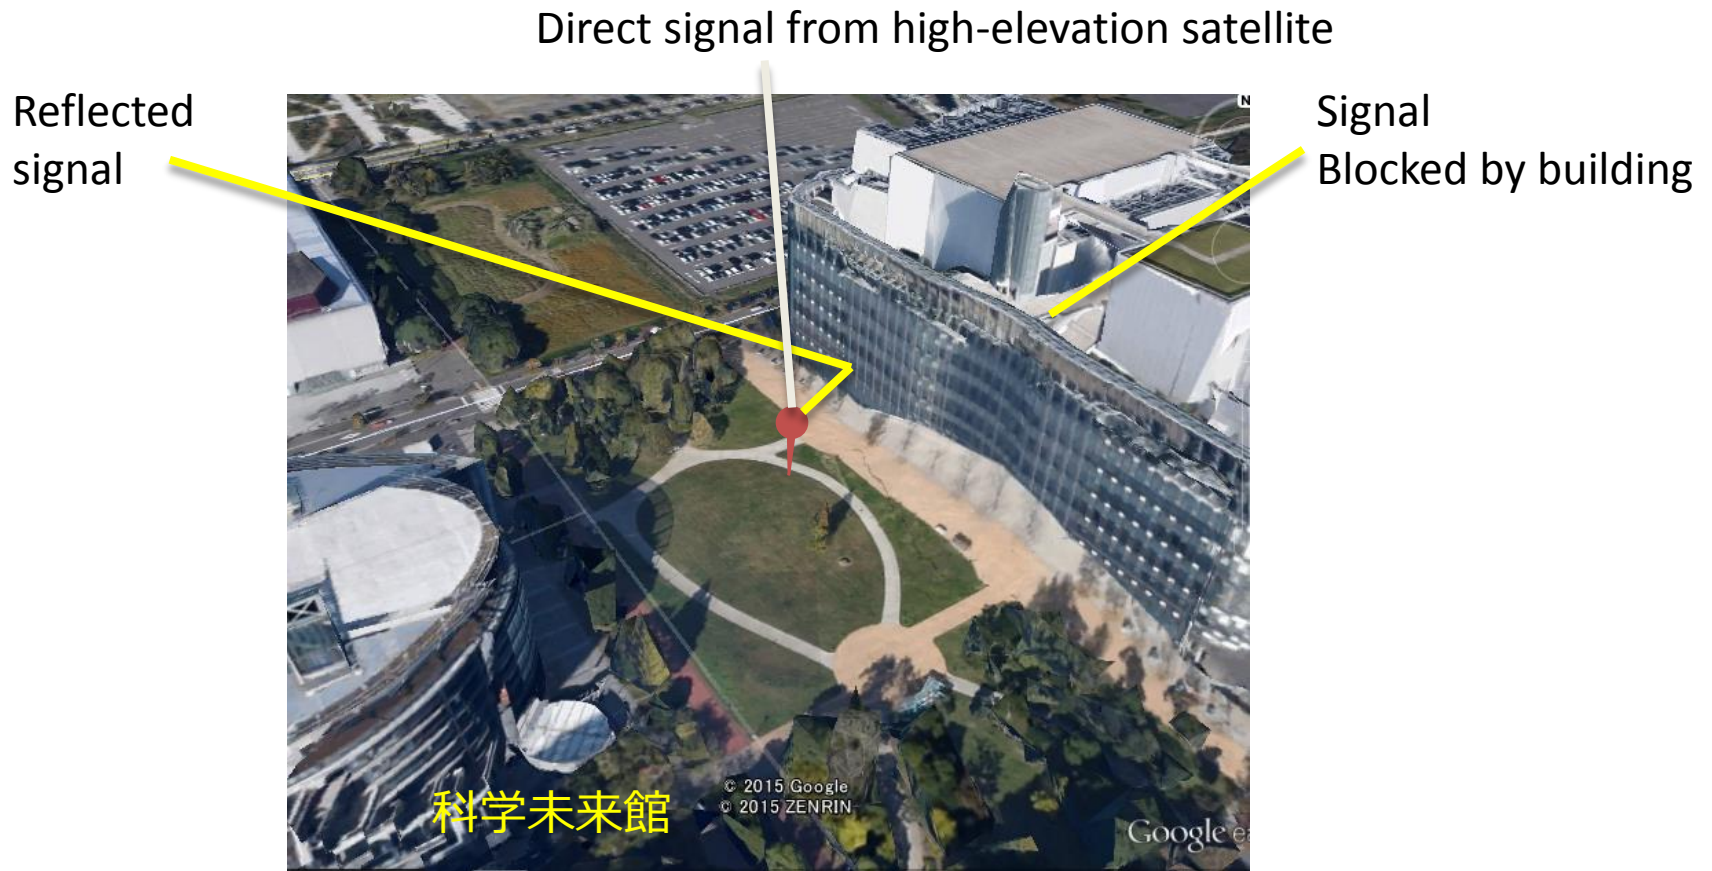 Direct signal from high-elevation satellite
Reflected
signal
Signal
Blocked by building
N
科学未来館
© 2015 Google
© 2015 ZENRIN
Google ea